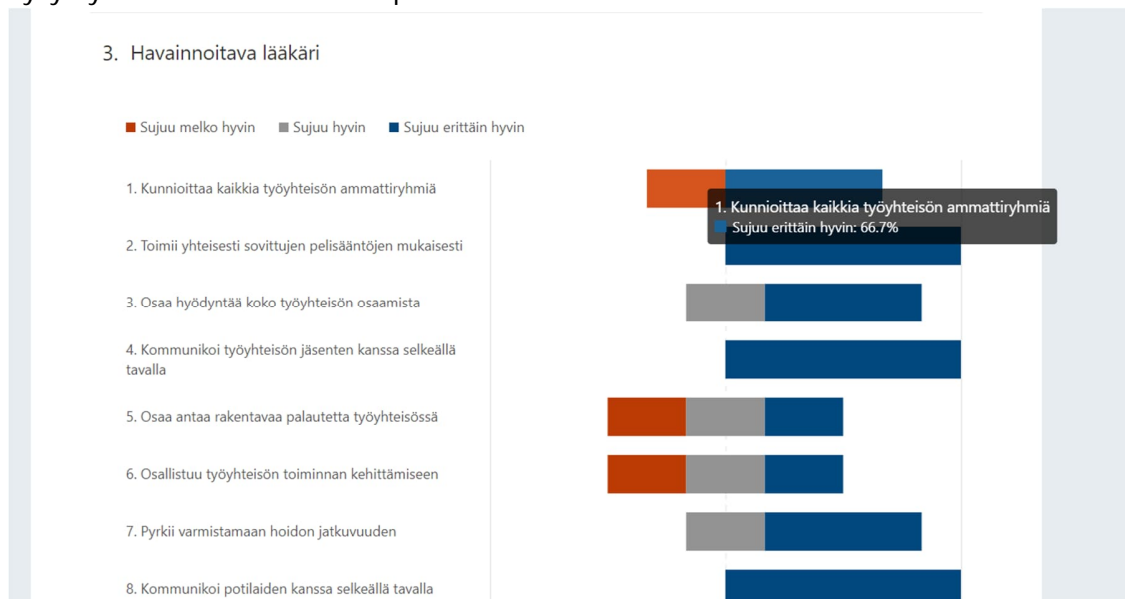 3. Havainnoitava lääkäri
Sujuu melko hyvin Sujuu hyvin Sujuu erittäin hyvin
1. Kunnioittaa kaikkia työyhteisön ammattiryhmiä
1. Kunnioittaa kaikkia työyhteisön ammattiryhmiä
Sujuu erittäin hyvin: 66.7%
2. Toimii yhteisesti sovittujen pelisääntöjen mukaisesti
3. Osaa hyödyntää koko työyhteisön osaamista
4. Kommunikoi työyhteisön jäsenten kanssa selkeällä
tavalla
5. Osaa antaa rakentavaa palautetta työyhteisössä
6. Osallistuu työyhteisön toiminnan kehittämiseen
7. Pyrkii varmistamaan hoidon jatkuvuuden
8. Kommunikoi potilaiden kanssa selkeällä tavalla